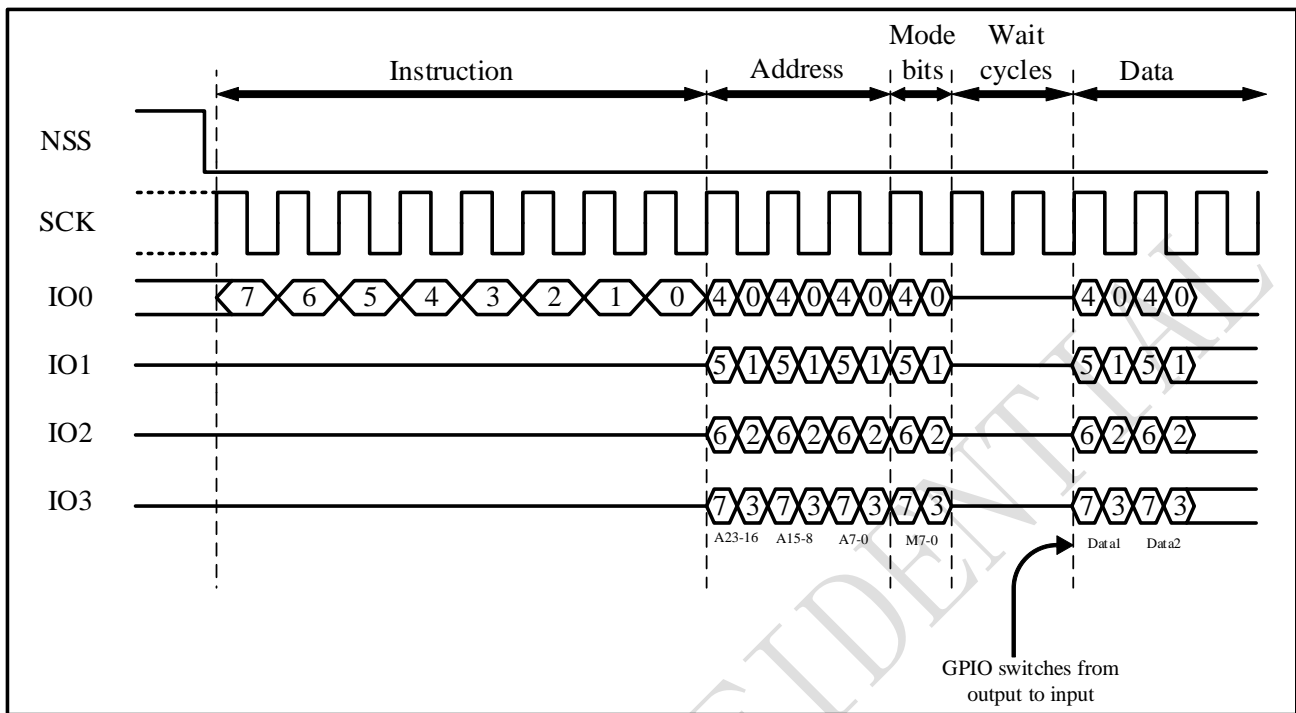 Instruction
Address
Mode
bits
Wait
cycles
Data
NSS
SCK
IO0
7 6 5 4 3 2 1 0 4 0 4 0 4 0 4 0 4 0 4 0
IO1
5 1 5 1 5 1 5 1 5 1 5 1
IO2
6 2 6 2 6 2 6 2 6 2 6 2
IO3
7 3 7 3 7 3 7 3 7 3 7 3
A23-16 A15-8 A7-0 M7-0 Data1 Data2
GPIO switches from
output to input